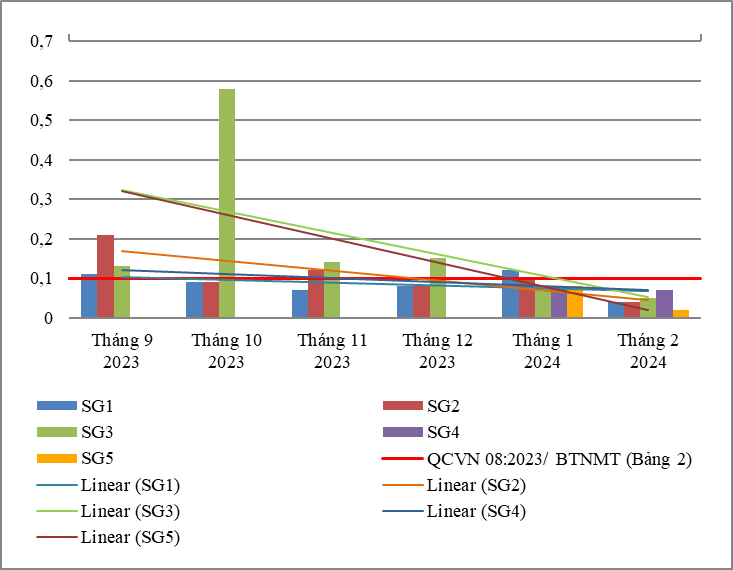 0,7
0,6
0,5
0,4
0,3
0,2
0,1
0
Tháng 9 Tháng 10 Tháng 11 Tháng 12 Tháng 1 Tháng 2
2023 2023 2023 2023 2024 2024
SG1 SG2
SG3 SG4
SG5 QCVN 08:2023/ BTNMT (Bảng 2)
Linear (SG1) Linear (SG2)
Linear (SG3) Linear (SG4)
Linear (SG5)